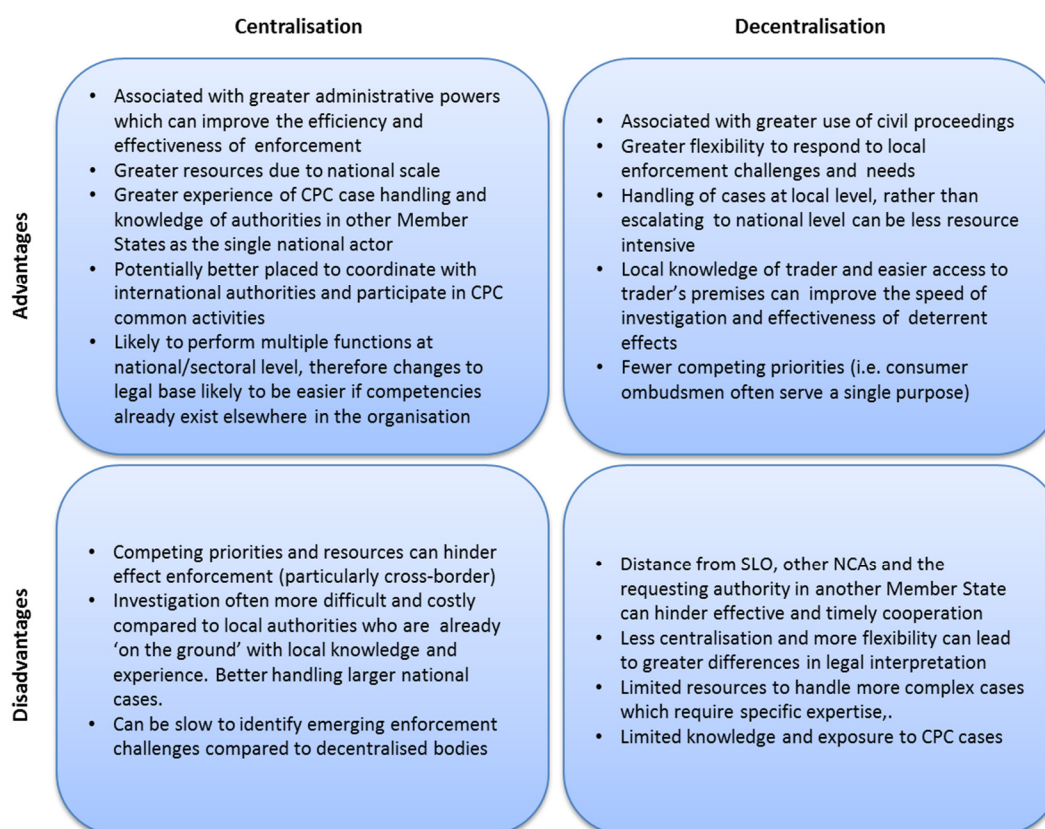 Centralisation
Decentralisation
Advantages
• Associated with greater administrative powers
which can improve the efficiency and
effectiveness of enforcement
• Greater resources due to national scale
• Greater experience of CPC case handling and
knowledge of authorities in other Member
States as the single national actor
• Potentially better placed to coordinate with
international authorities and participate in CPC
common activities
• Likely to perform multiple functions at
national/sectoral level, therefore changes to
legal base likely to be easier if competencies
already exist elsewhere in the organisation
• Associated with greater use of civil proceedings
• Greater flexibility to respond to local
enforcement challenges and needs
• Handling of cases at local level, rather than
escalating to national level can be less resource
intensive
• Local knowledge of trader and easier access to
trader's premises can improve the speed of
investigation and effectiveness of deterrent
effects
• Fewer competing priorities (i.e. consumer
ombudsmen often serve a single purpose)
Disadvantages
• Competing priorities and resources can hinder
effect enforcement (particularly cross-border)
• Investigation often more difficult and costly
compared to local authorities who are already
'on the ground' with local knowledge and
experience. Better handling larger national
cases.
• Can be slow to identify emerging enforcement
challenges compared to decentralised bodies
• Distance from SLO, other NCAs and the
requesting authority in another Member State
can hinder effective and timely cooperation
• Less centralisation and more flexibility can lead
to greater differences in legal interpretation
• Limited resources to handle more complex cases
which require specific expertise,.
• Limited knowledge and exposure to CPC cases